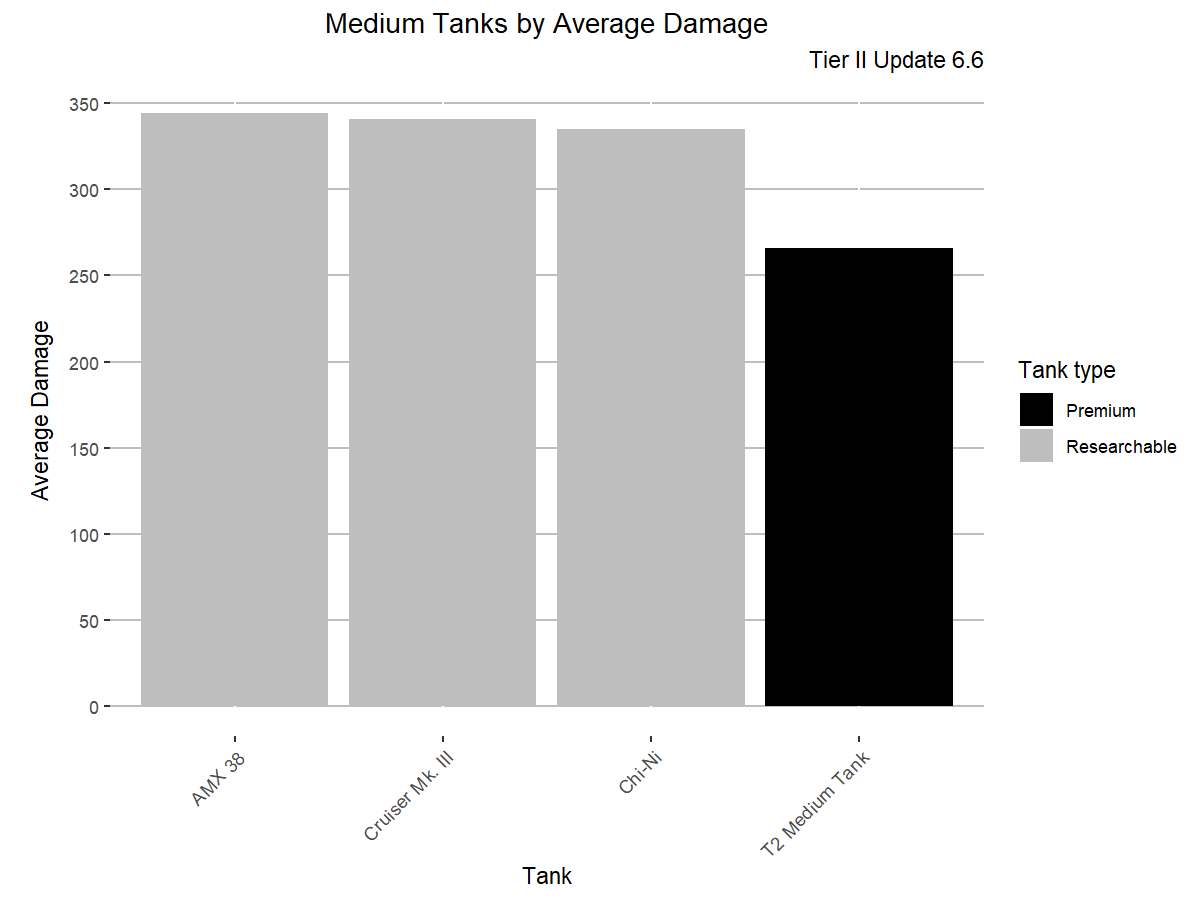 Medium Tanks by Average Damage
Tier II Update 6.6
350
300
250
200
150
100
50
0
Average Damage
AMX 38
Cruiser Mk. III
Chi-Ni
T2 Medium Tank
Tank
Tank type
Premium
Researchable